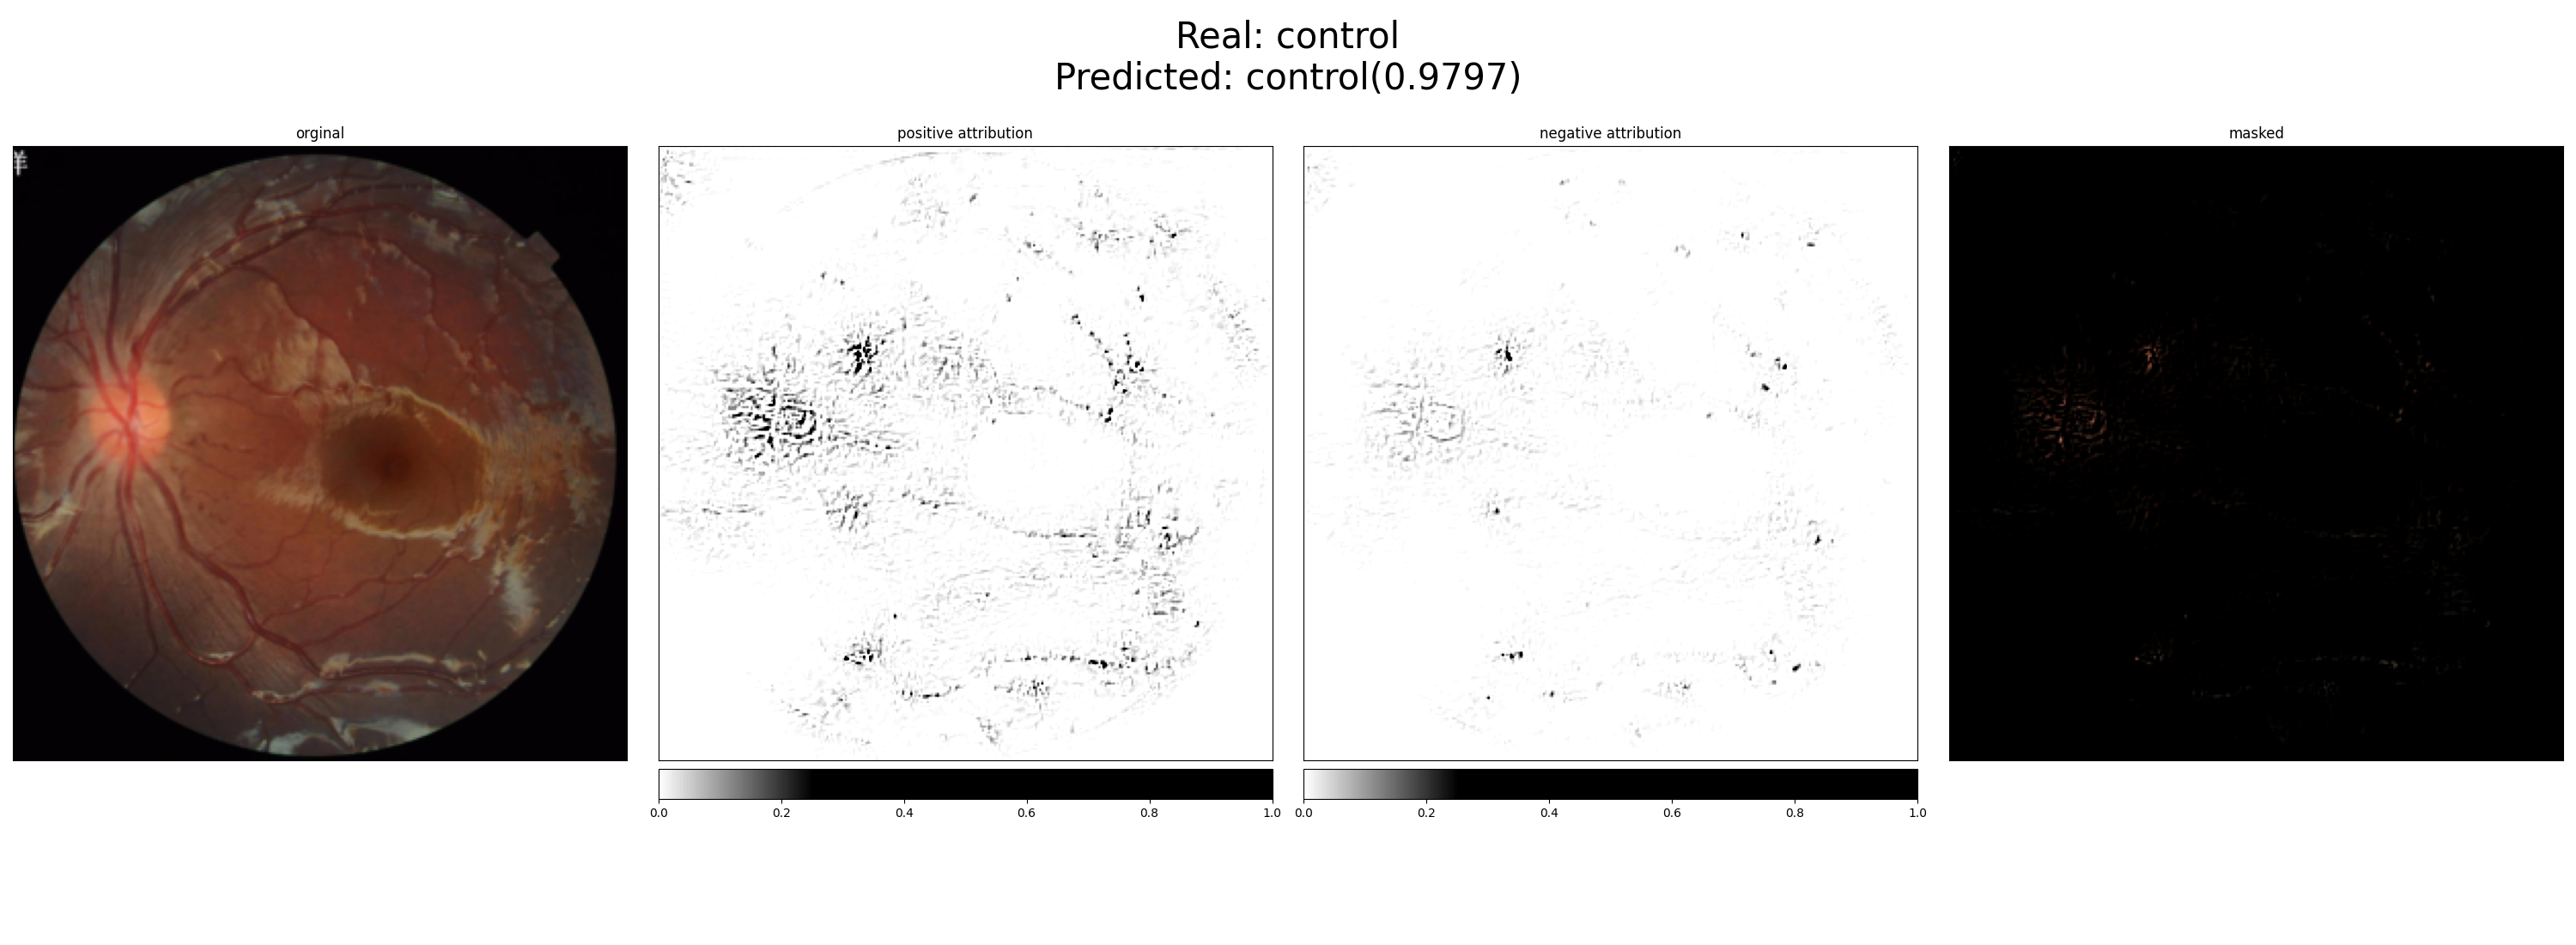 Real: control
Predicted: control(0.9797)
orginal
positive attribution
negative attribution
masked
¥
0.0 0.2 0.4 0.6 0.8 1.0
0.0 0.2 0.4 0.6 0.8 1.0